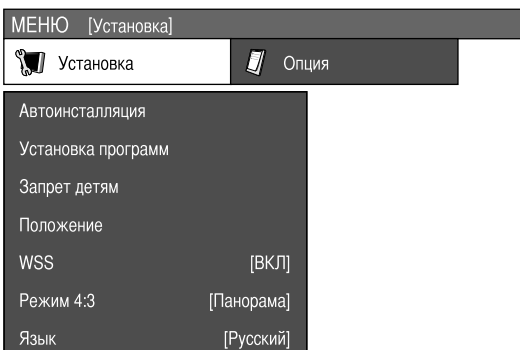 МЕНЮ [Установка]
Установка Опция
Автоинсталляция
Установка программ
Запрет детям
Положение
WSS [ВКЛ]
Режим 4:3 [Панорама]
Язык [Русский]